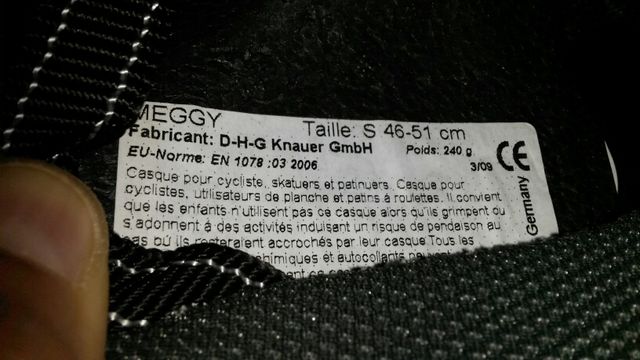 MEGGY
Taille: S 46-51 cm
Fabricant: D-H-G Knauer GmbH
Poids: 240 g
EU-Norme: EN 1078 :03 2006
3/09
CE
Germany
Casque pour cycliste, skatuers et patinuers. Casque pour
cyclistes, utilisateurs de planche et patins à roulettes. Il convient
que les enfants n'utilisent pas ce casque alors qu'ils grimpent ou
s'adonnent à des activités induisant un risque de pendaison au
cas où ils resteraient accrochés par leur casque Tous les
chimiques et autocollants peuvent